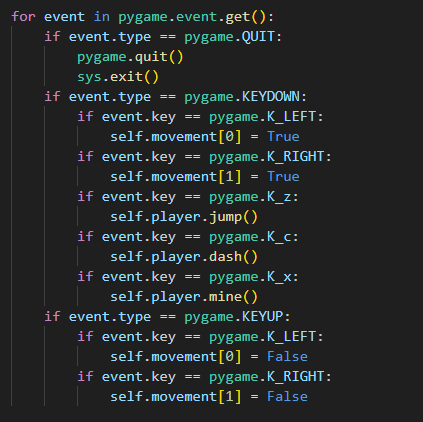 for event in pygame.event.get():
    if event.type == pygame.QUIT:
        pygame.quit()
        sys.exit()
    if event.type == pygame.KEYDOWN:
        if event.key == pygame.K_LEFT:
            self.movement[0] = True
        if event.key == pygame.K_RIGHT:
            self.movement[1] = True
        if event.key == pygame.K_z:
            self.player.jump()
        if event.key == pygame.K_c:
            self.player.dash()
        if event.key == pygame.K_x:
            self.player.mine()
    if event.type == pygame.KEYUP:
        if event.key == pygame.K_LEFT:
            self.movement[0] = False
        if event.key == pygame.K_RIGHT:
            self.movement[1] = False